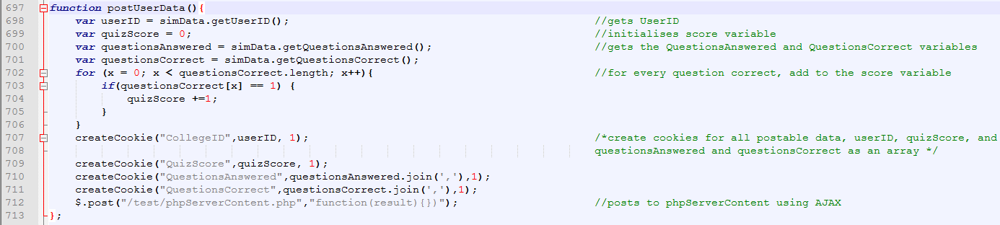 697 function postUserData(){
698 var userID = simData.getUserID(); //gets UserID
699 var quizScore = 0; //initialises score variable
700 var questionsAnswered = simData.getQuestionsAnswered(); //gets the QuestionsAnswered and QuestionsCorrect variables
701 var questionsCorrect = simData.getQuestionsCorrect();
702 for (x = 0; x < questionsCorrect.length; x++){ //for every question correct, add to the score variable
703 if(questionsCorrect[x] == 1) {
704 quizScore +=1;
705 }
706 }
707 createCookie("CollegeID",userID, 1); /*create cookies for all postable data, userID, quizScore, and
708 questionsAnswered and questionsCorrect as an array */
709 createCookie("QuizScore",quizScore, 1);
710 createCookie("QuestionsAnswered",questionsAnswered.join(','),1);
711 createCookie("QuestionsCorrect",questionsCorrect.join(','),1);
712 $.post("/test/phpServerContent.php","function(result){})"); //posts to phpServerContent using AJAX
713 };